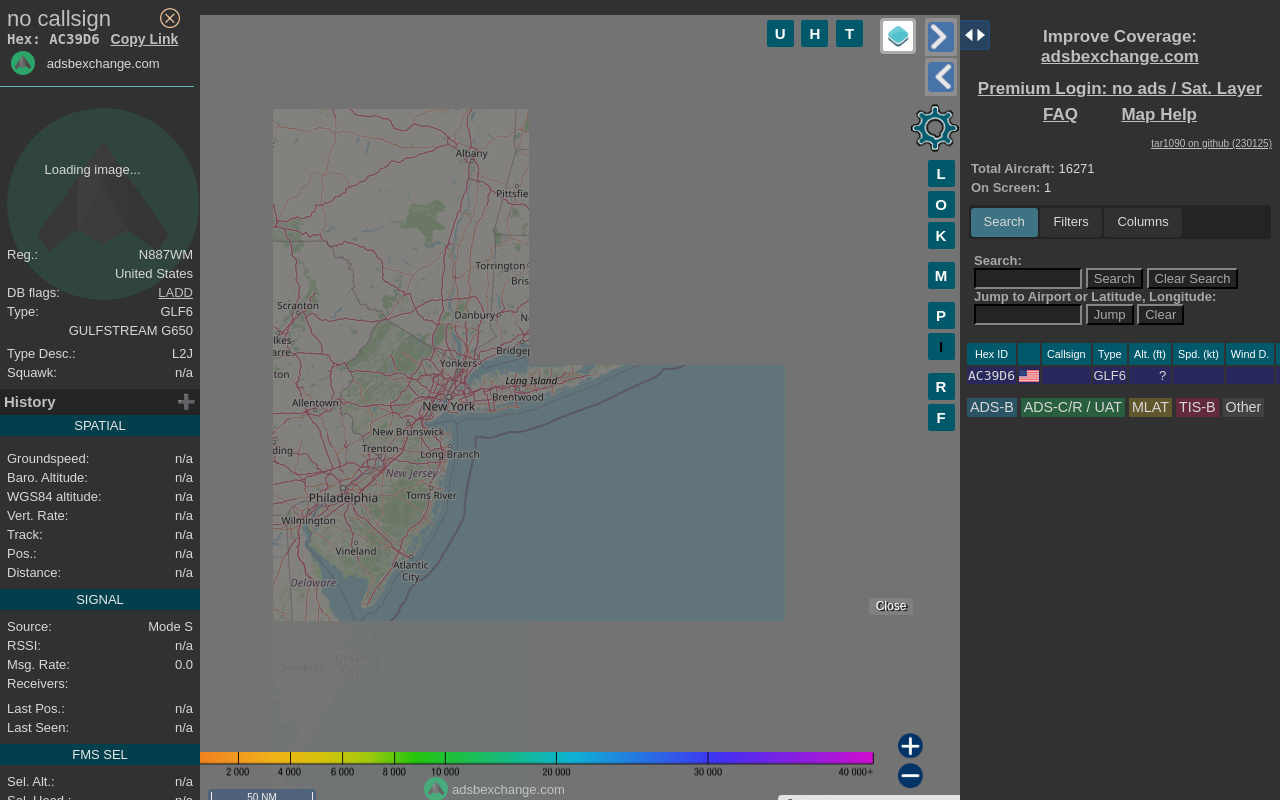 no callsign
Hex: AC39D6 Copy Link
adsbexchange.com
Loading image...
Reg.: N887WM
United States
DB flags: LADD
Type: GLF6
GULFSTREAM G650
Type Desc.: L2J
Squawk: n/a
History
SPATIAL
Groundspeed: n/a
Baro. Altitude: n/a
WGS84 altitude: n/a
Vert. Rate: n/a
Track: n/a
Pos.: n/a
Distance: n/a
SIGNAL
Source: Mode S
RSSI: n/a
Msg. Rate: 0.0
Receivers:
Last Pos.: n/a
Last Seen: n/a
FMS SEL
Sel. Alt.: n/a
Sel. Head.: n/a
U H T
L
O
K
M
P
I
R
F
Albany
Pittsfie
Torrington
Bris
Scranton
Danbury
N
lkes-
arre
Bridgep
Yonkers
ton
Long Island
Allentown
Brentwood
New York
New Brunswick
ding
Trenton
Long Branch
New Jersey
Philadelphia
Toms River
Wilmington
Vineland
Atlantic
City
Delaware
Salisbury
Ocean
City
Close
2 000 4 000 6 000 8 000 10 000 20 000 30 000 40 000+
adsbexchange.com
50 NM
Improve Coverage:
adsbexchange.com
Premium Login: no ads / Sat. Layer
FAQ Map Help
tar1090 on github (230125)
Total Aircraft: 16271
On Screen: 1
Search Filters Columns
Search:
Search Clear Search
Jump to Airport or Latitude, Longitude:
Jump Clear
Hex ID Callsign Type Alt. (ft) Spd. (kt) Wind D.
AC39D6 GLF6 ?
ADS-B ADS-C/R / UAT MLAT TIS-B Other